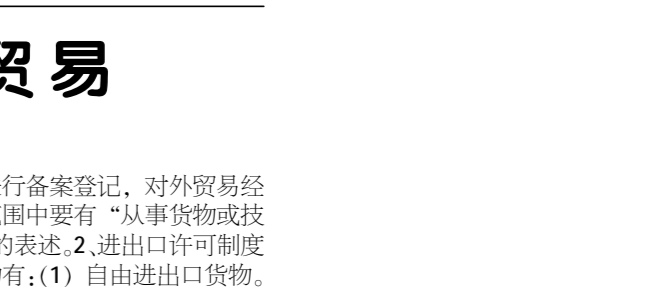 贸易
行备案登记，对外贸易经
围中要有“从事货物或技
的表述。2、进出口许可制度
有：(1) 自由进出口货物。